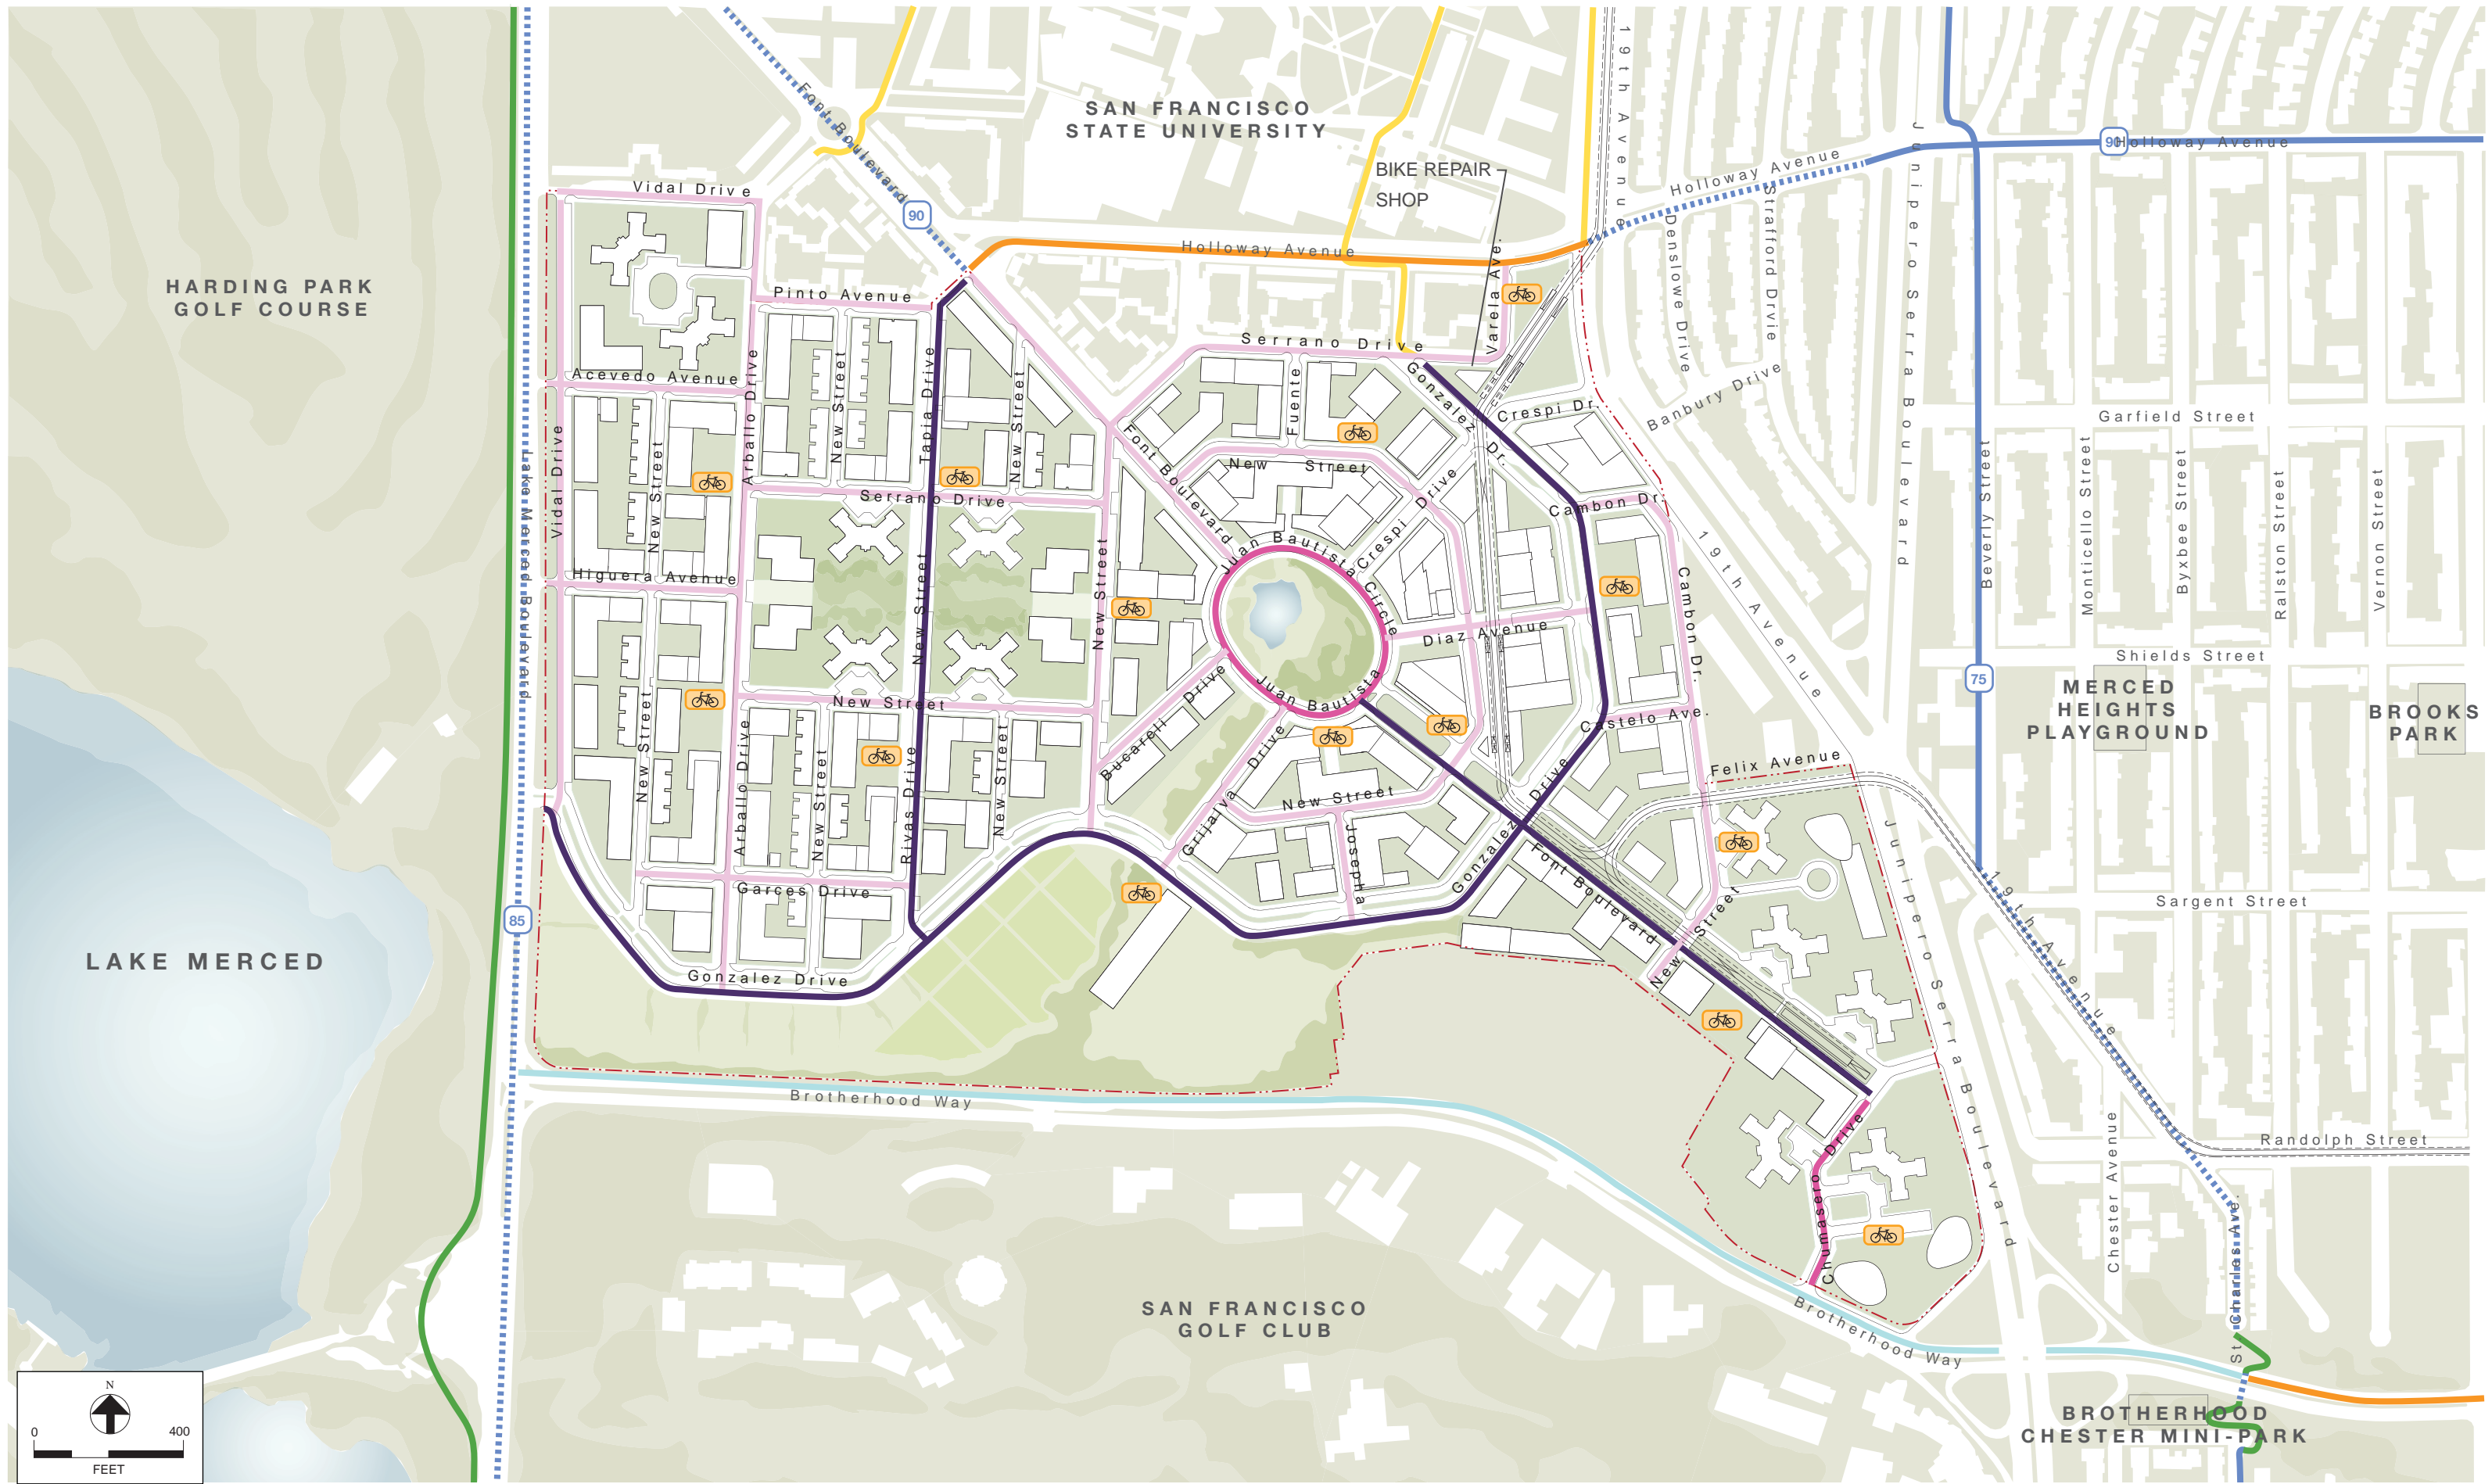 SAN FRANCISCO
STATE UNIVERSITY
BIKE REPAIR
SHOP
Font Boulevard
19th Avenue
Junipero Serra Boulevard
90
Holloway Avenue
Holloway Avenue
Denslowe Drive
Strafford Drvie
Vidal Drive
90
Holloway Avenue
Varela Ave.
HARDING PARK
GOLF COURSE
Pinto Avenue
Serrano Drive
Acevedo Avenue
Arballo Drive
New Street
Tapia Drive
New Street
Fuente
Gonzalez Dr.
Crespi Dr.
Banbury Drive
Garfield Street
Vidal Drive
New Street
Font Boulevard
New Street
Crespi Drive
Cambon Dr.
Serrano Drive
Lake Merced Boulevard
Beverly Street
Monticello Street
Byxbee Street
Ralston Street
Vernon Street
Juan Bautista Circle
19th Avenue
Higuera Avenue
New Street
New Street
Diaz Avenue
Cambon Dr.
Shields Street
75
MERCED
HEIGHTS
PLAYGROUND
BROOKS
PARK
Juan Bautista
Bucareli Drive
New Street
Castelo Ave.
New Street
Arballo Drive
New Street
Rivas Drive
New Street
Grijalva Drive
New Street
Josepha
Gonzalez Drive
Felix Avenue
Font Boulevard
Garces Drive
New Street
Junipero Serra Boulevard
19th Avenue
Sargent Street
85
LAKE MERCED
Gonzalez Drive
Brotherhood Way
Chumasero Drive
Chester Avenue
Randolph Street
St Charles Ave.
SAN FRANCISCO
GOLF CLUB
Brotherhood Way
BROTHERHOOD
CHESTER MINI-PARK
N
0 400
FEET